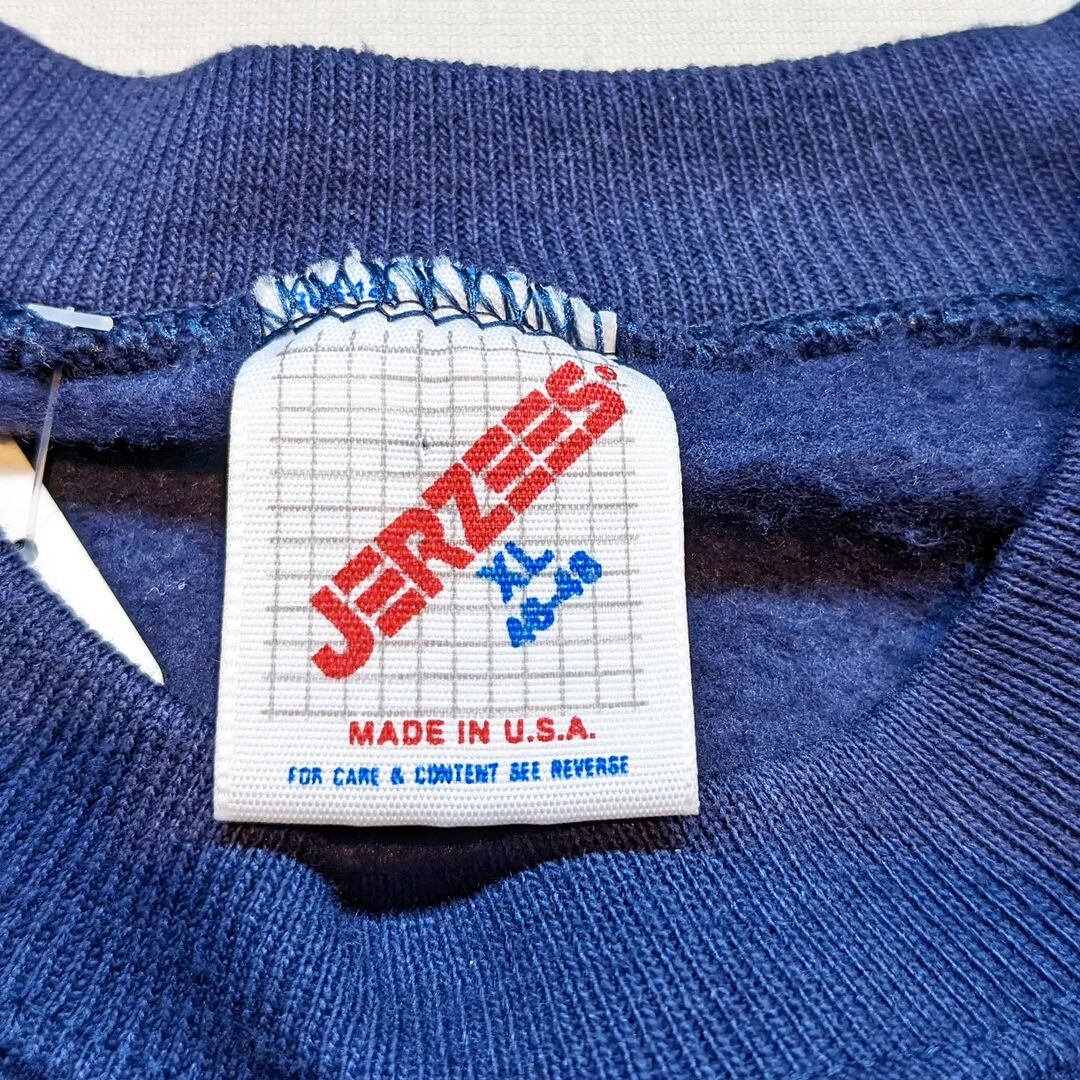 JERZEES®
XL
46-48
MADE IN U.S.A.
FOR CARE & CONTENT SEE REVERSE